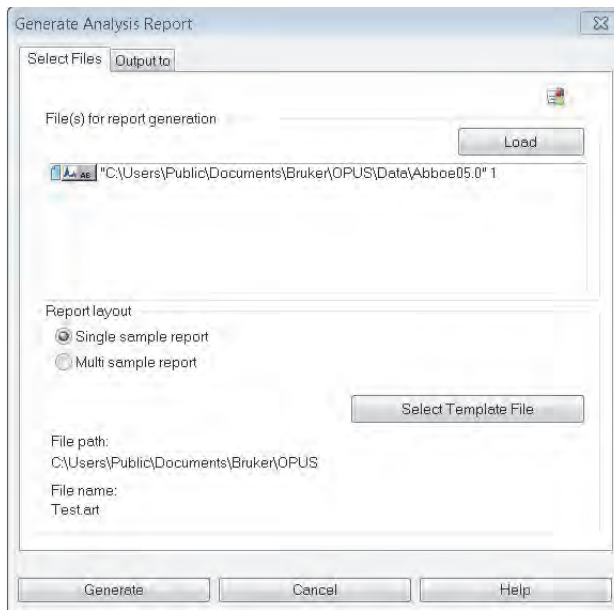 Generate Analysis Report
Select Files
Output to
File(s) for report generation
Load
AB "C:\Users\Public\Documents\Bruker\OPUS\Data\Abboe05.0" 1
Report layout
Single sample report
Multi sample report
Select Template File
File path:
C:\Users\Public\Documents\Bruker\OPUS
File name:
Test.art
Generate
Cancel
Help